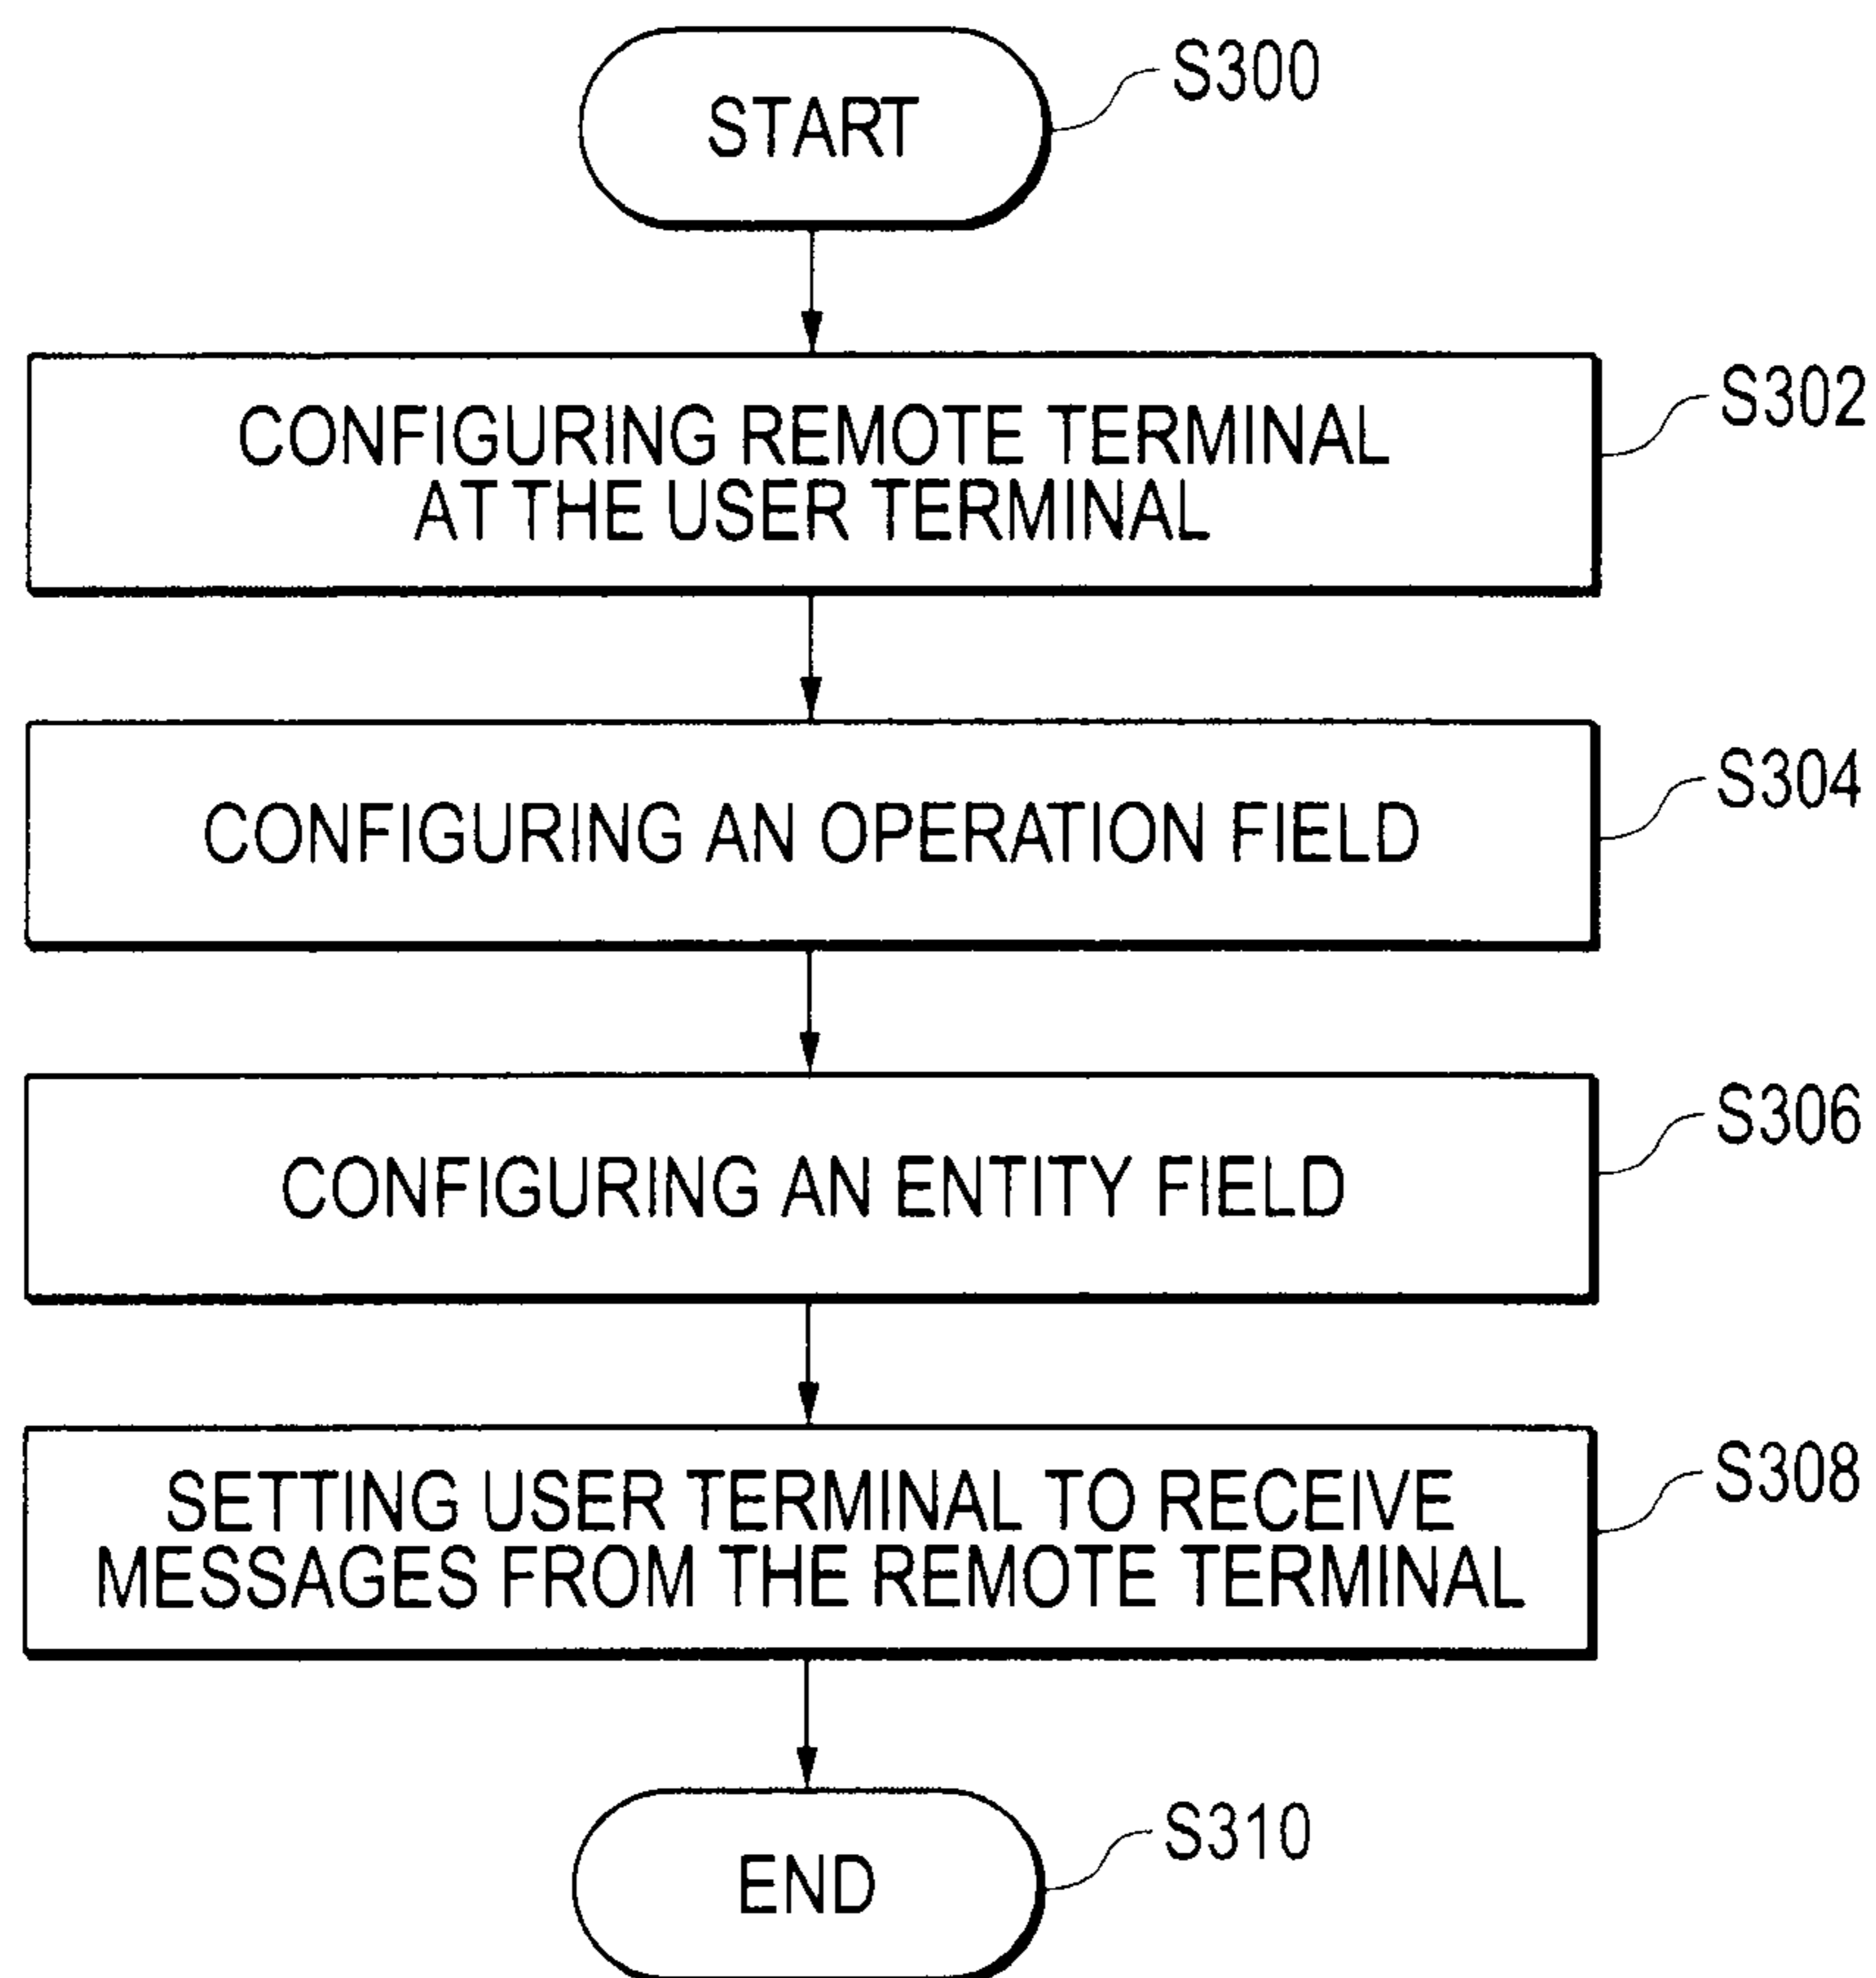 START
S300
CONFIGURING REMOTE TERMINAL
AT THE USER TERMINAL
S302
CONFIGURING AN OPERATION FIELD
S304
CONFIGURING AN ENTITY FIELD
S306
SETTING USER TERMINAL TO RECEIVE
MESSAGES FROM THE REMOTE TERMINAL
S308
END
S310